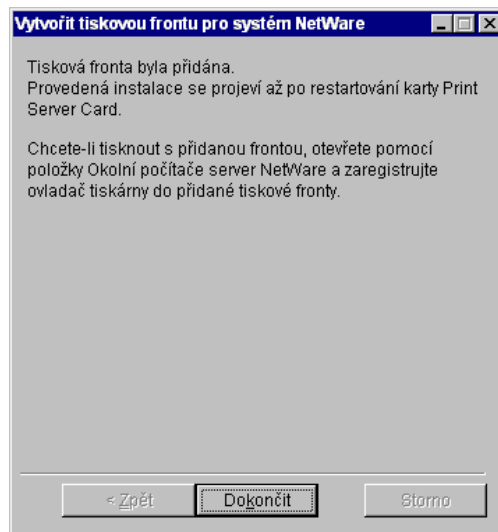 Vytvořit tiskovou frontu pro systém NetWare
Tisková fronta byla přidána.
Provedená instalace se projeví až po restartování karty Print
Server Card.
Chcete-li tisknout s přidanou frontou, otevřete pomocí
položky Okolní počítače server NetWare a zaregistrujte
ovladač tiskárny do přidané tiskové fronty.
< Zpět
Dokončit
Storno